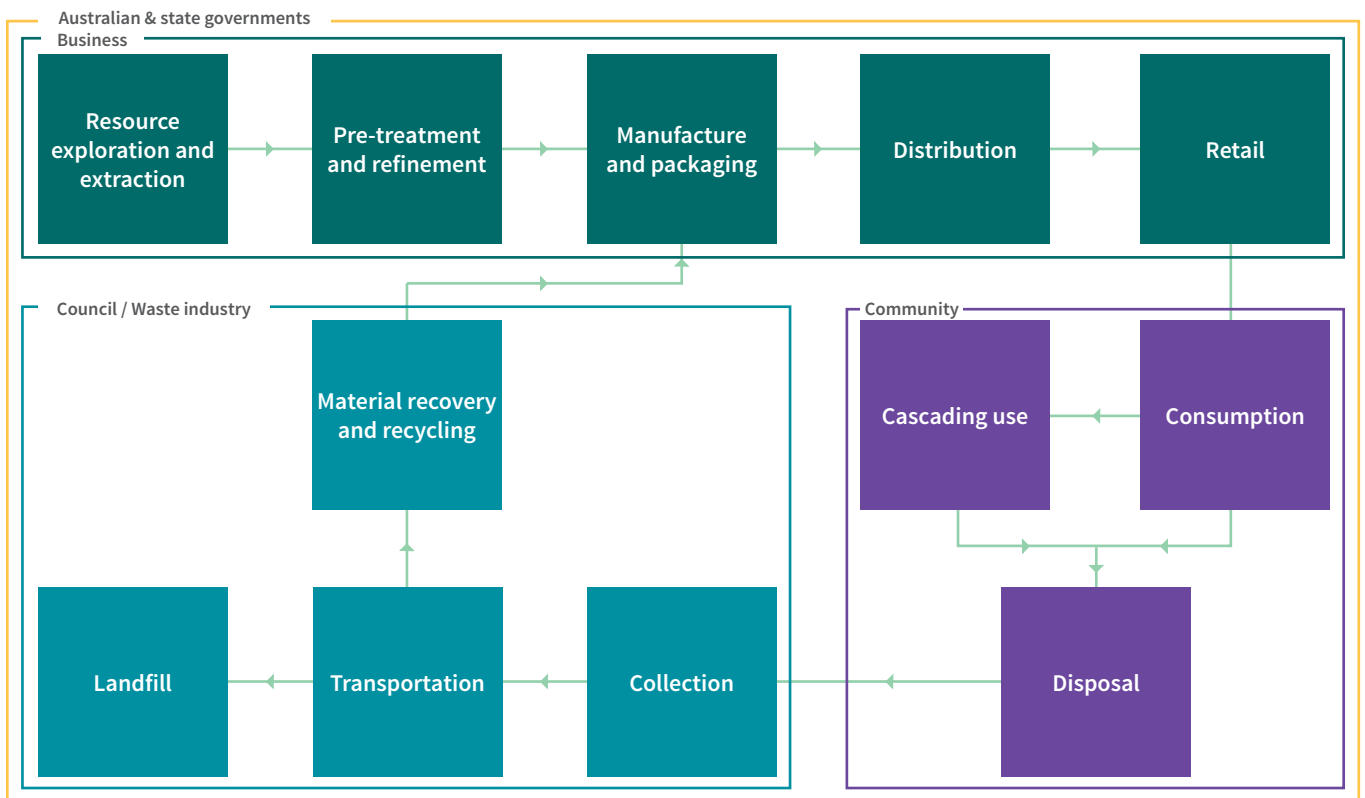 Australian & state governments
Business
Resource
exploration and
extraction
Pre-treatment
and refinement
Manufacture
and packaging
Distribution
Retail
Council / Waste industry
Community
Material recovery
and recycling
Cascading use
Consumption
Landfill
Transportation
Collection
Disposal